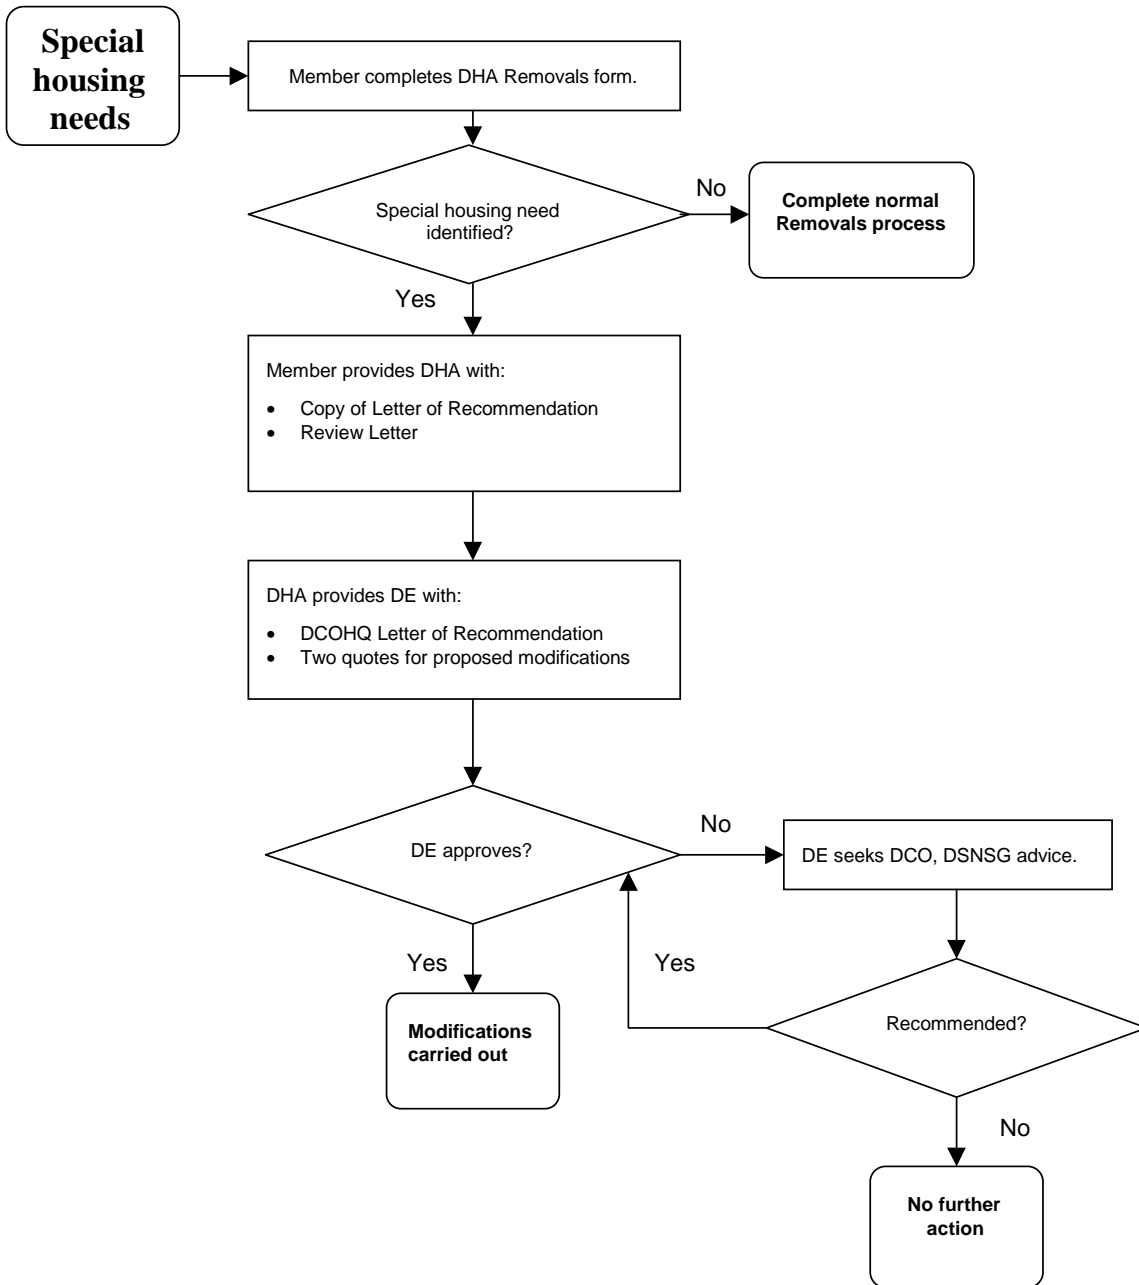 Special
housing
needs
Member completes DHA Removals form.
Special housing need
identified?
No
Complete normal
Removals process
Yes
Member provides DHA with:
• Copy of Letter of Recommendation
• Review Letter
DHA provides DE with:
• DCOHQ Letter of Recommendation
• Two quotes for proposed modifications
DE approves?
No
DE seeks DCO, DSNSG advice.
Yes
Modifications
carried out
Yes
Recommended?
No
No further
action